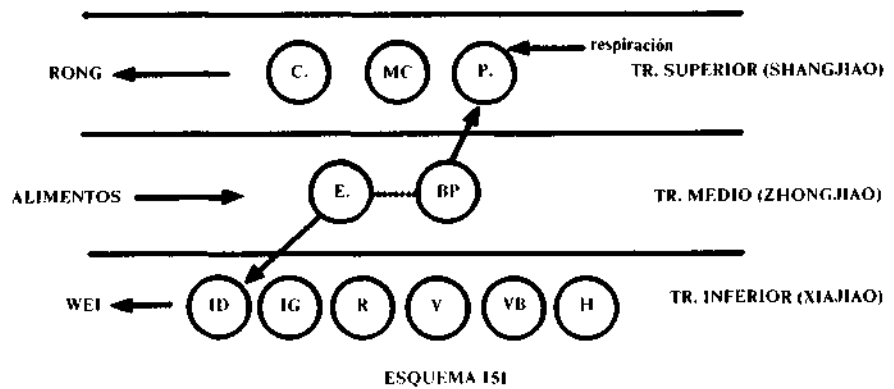 respiración
RONG C. MC P. TR. SUPERIOR (SHANGJIAO)
ALIMENTOS E. BP TR. MEDIO (ZHONGJIAO)
WEI ID IG R V VB H TR. INFERIOR (XIAJIAO)
ESQUEMA 151